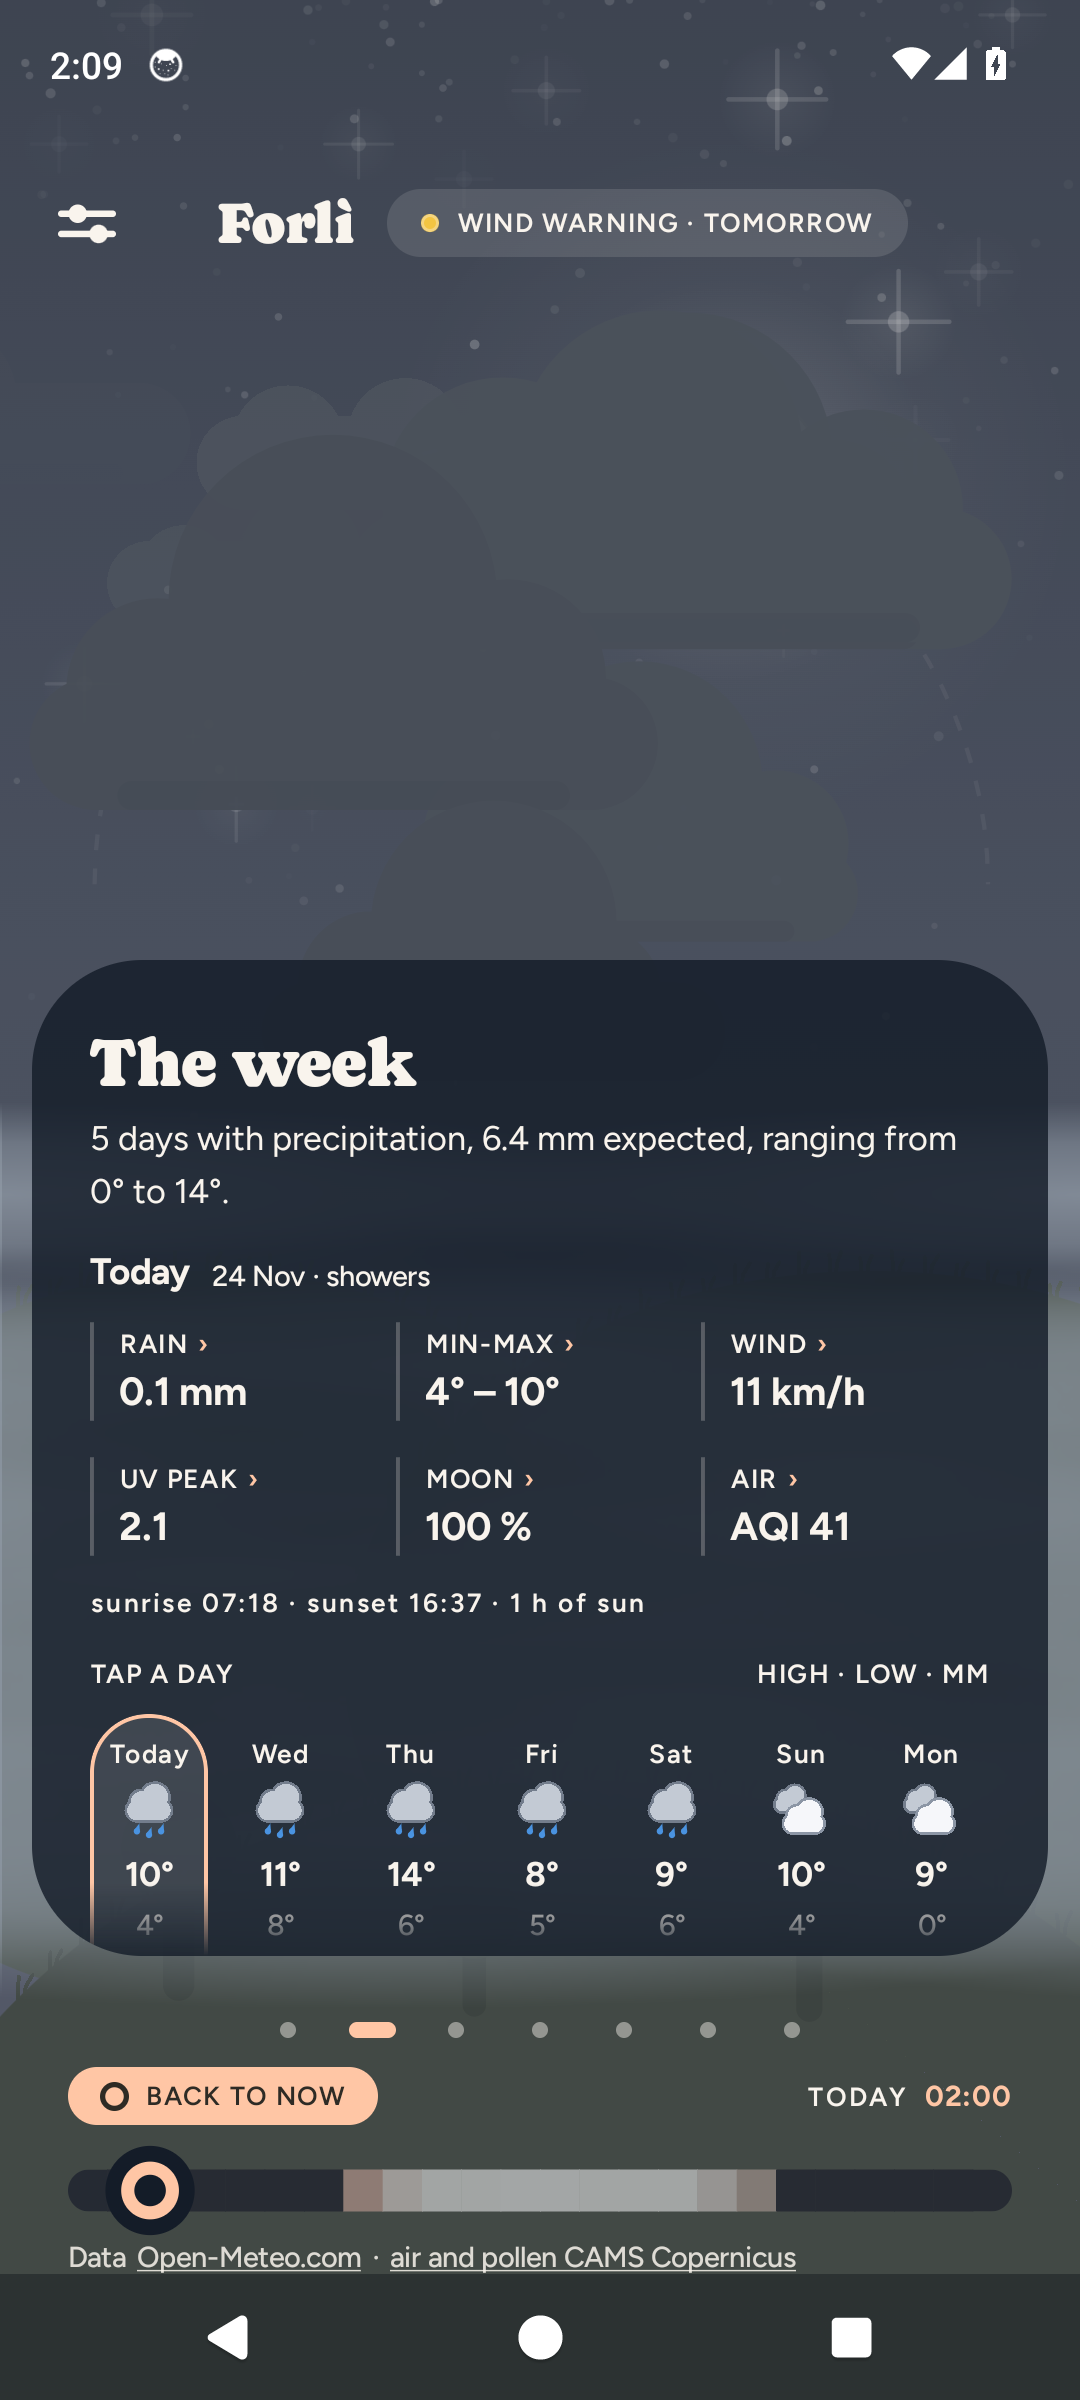 2:09
Forlì
WIND WARNING · TOMORROW
The week
5 days with precipitation, 6.4 mm expected, ranging from
0° to 14°.
Today 24 Nov · showers
RAIN › MIN-MAX › WIND ›
0.1 mm 4° – 10° 11 km/h
UV PEAK › MOON › AIR ›
2.1 100 % AQI 41
sunrise 07:18 · sunset 16:37 · 1 h of sun
TAP A DAY HIGH · LOW · MM
Today Wed Thu Fri Sat Sun Mon
10° 11° 14° 8° 9° 10° 9°
4° 8° 6° 5° 6° 4° 0°
BACK TO NOW TODAY 02:00
Data Open-Meteo.com · air and pollen CAMS Copernicus